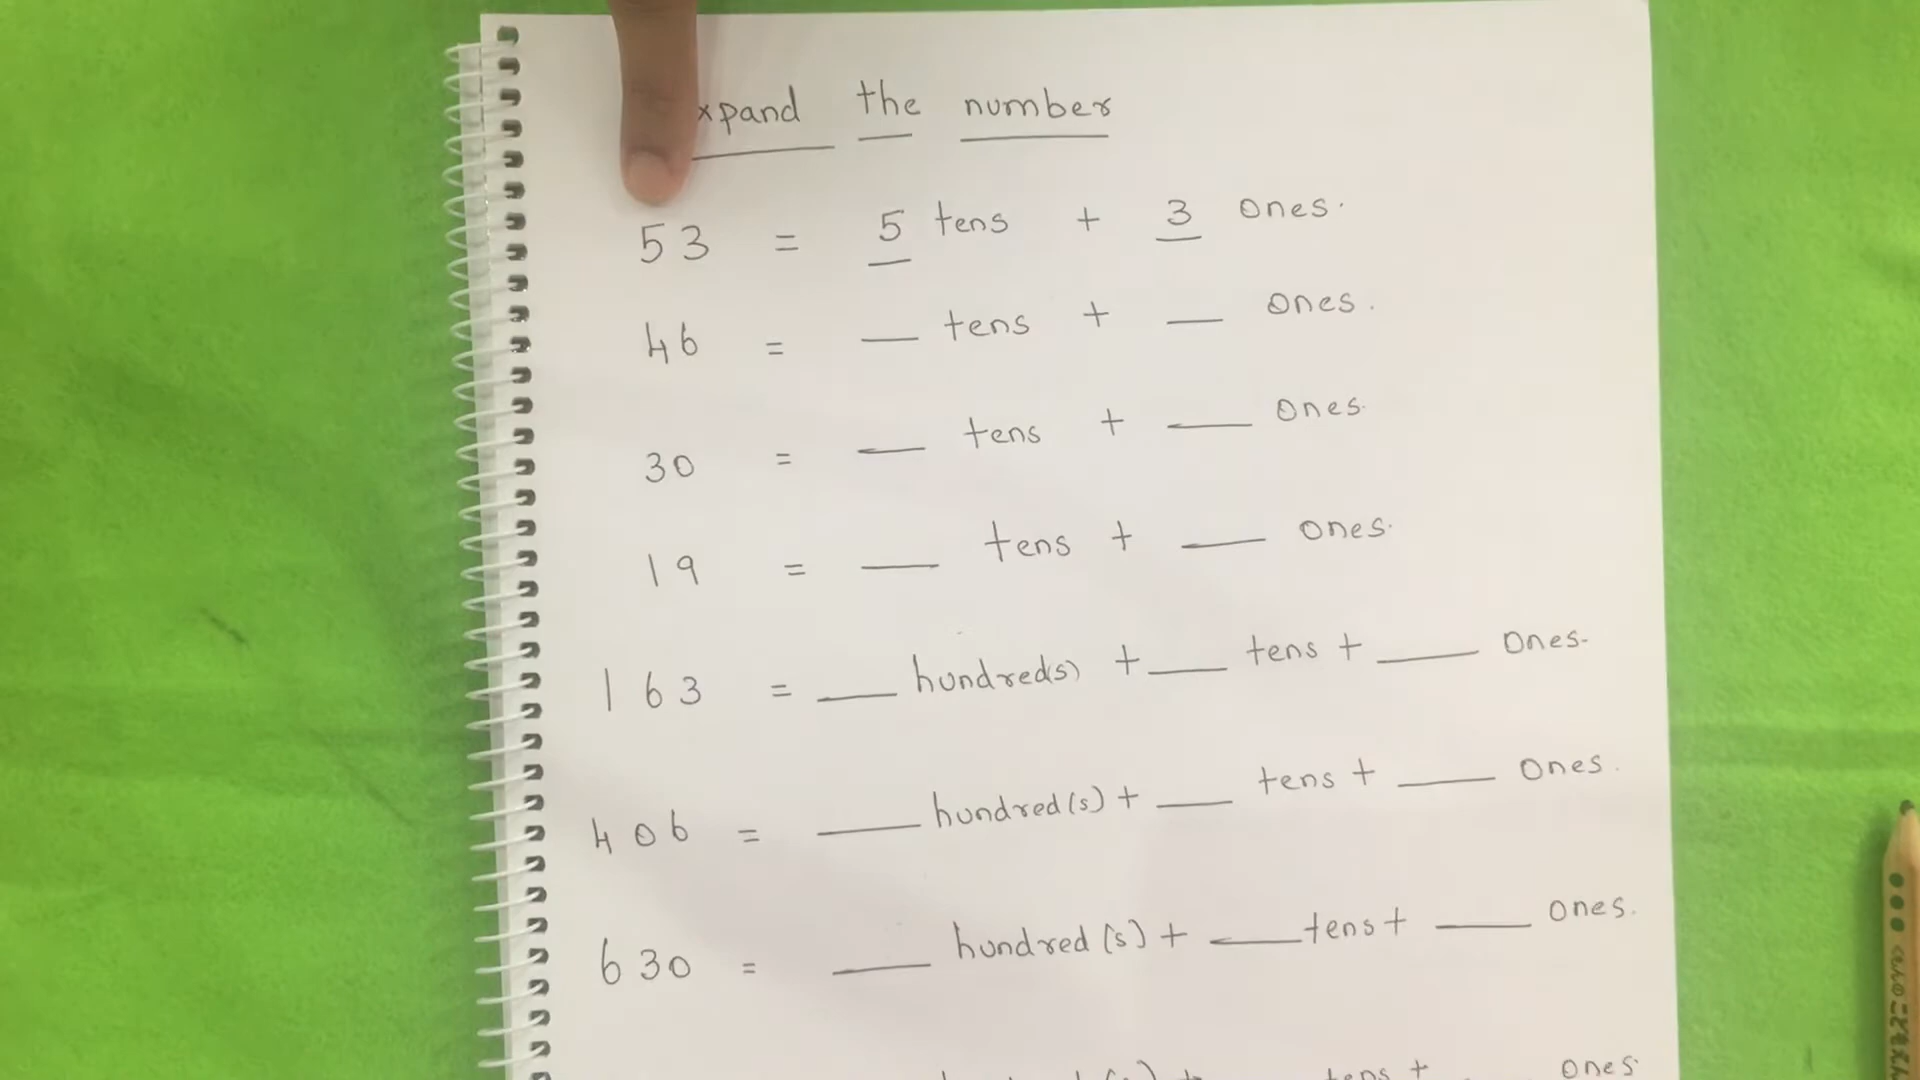 xpand the number
53 = 5 tens + 3 ones.
46 = __ tens + __ ones.
30 = __ tens + __ ones.
19 = __ tens + __ ones.
163 = __ hundred(s) + __ tens + __ ones.
406 = __ hundred(s) + __ tens + __ ones.
630 = __ hundred(s) + __ tens + __ ones.
tens + __ ones